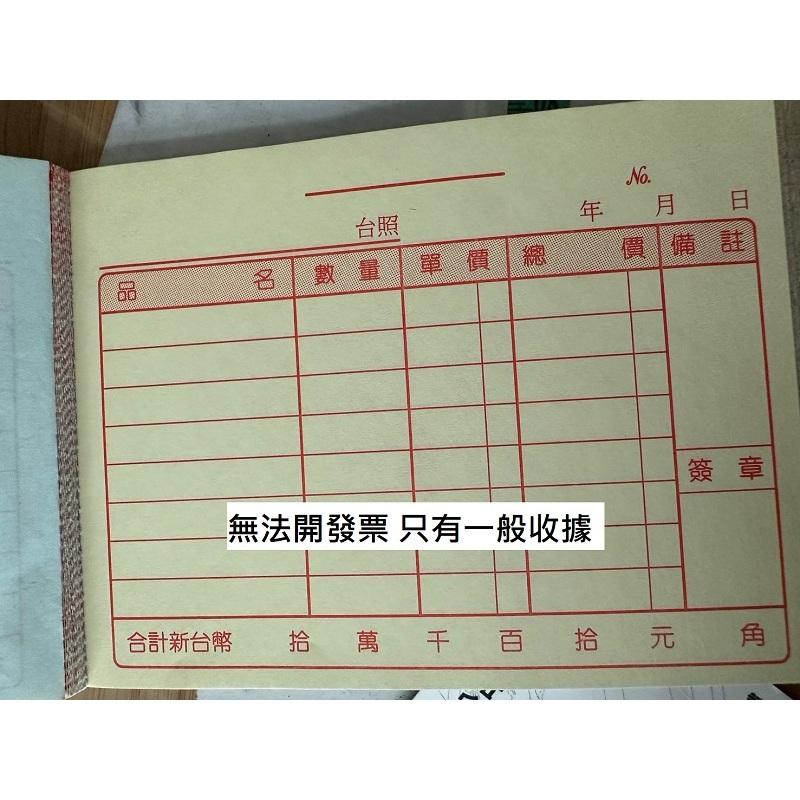 No.
年 月 日
台照
品名 數量 單價 總價 備註
簽章
無法開發票 只有一般收據
合計新台幣 拾 萬 千 百 拾 元 角